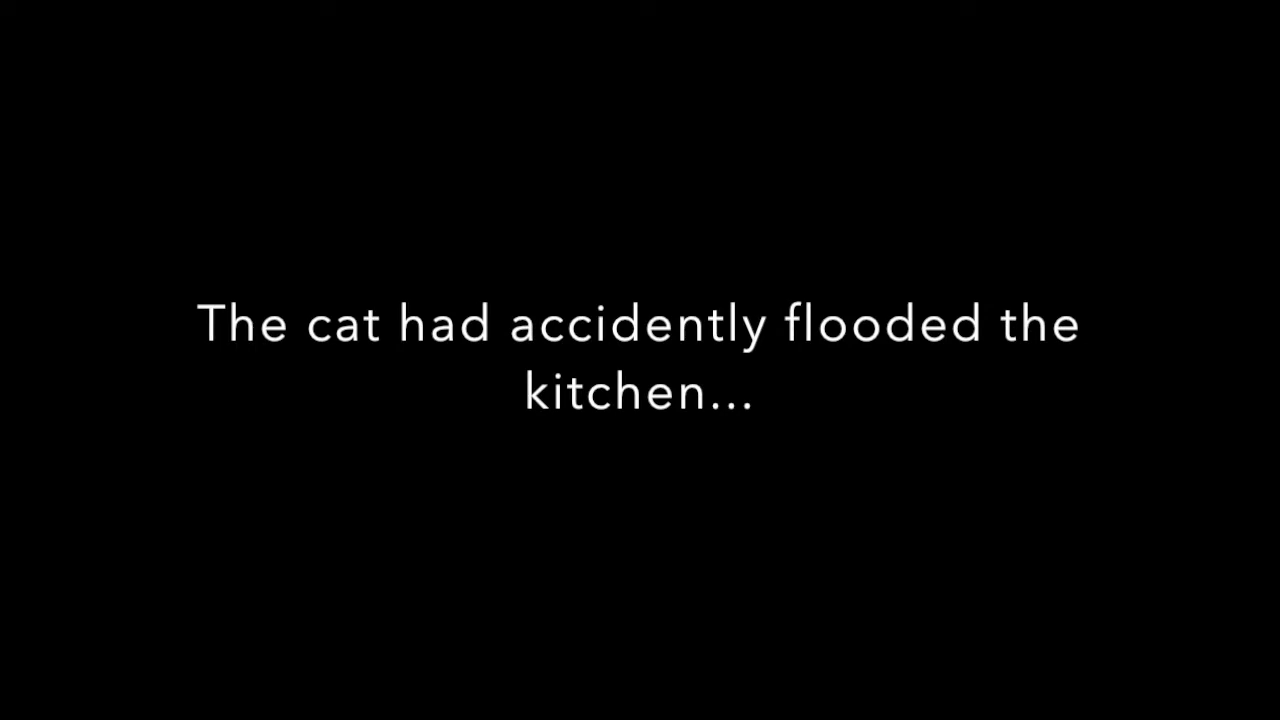 The cat had accidently flooded the
kitchen...